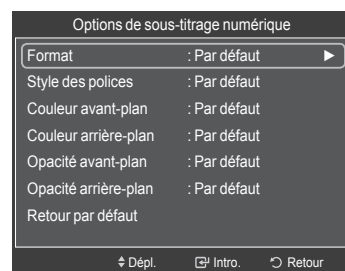 Options de sous-titrage numérique
Format : Par défaut ►
Style des polices : Par défaut
Couleur avant-plan : Par défaut
Couleur arrière-plan : Par défaut
Opacité avant-plan : Par défaut
Opacité arrière-plan : Par défaut
Retour par défaut
Dépl. Intro. Retour